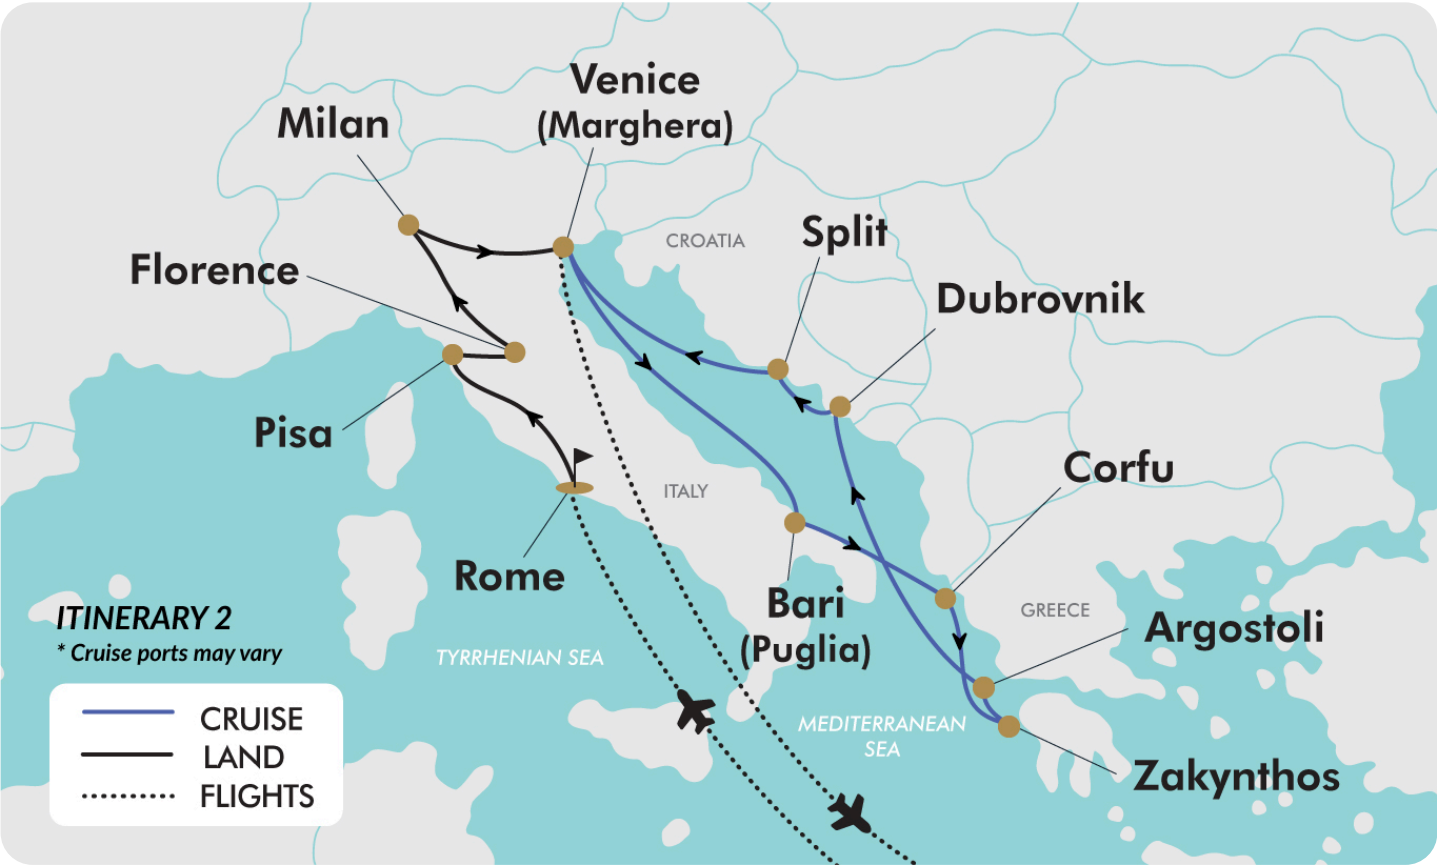 Venice
(Marghera)
Milan
CROATIA
Split
Florence
Dubrovnik
Pisa
Corfu
ITALY
Rome
Bari
(Puglia)
GREECE
Argostoli
ITINERARY 2
* Cruise ports may vary
TYRRHENIAN SEA
MEDITERRANEAN
SEA
Zakynthos
CRUISE
LAND
FLIGHTS